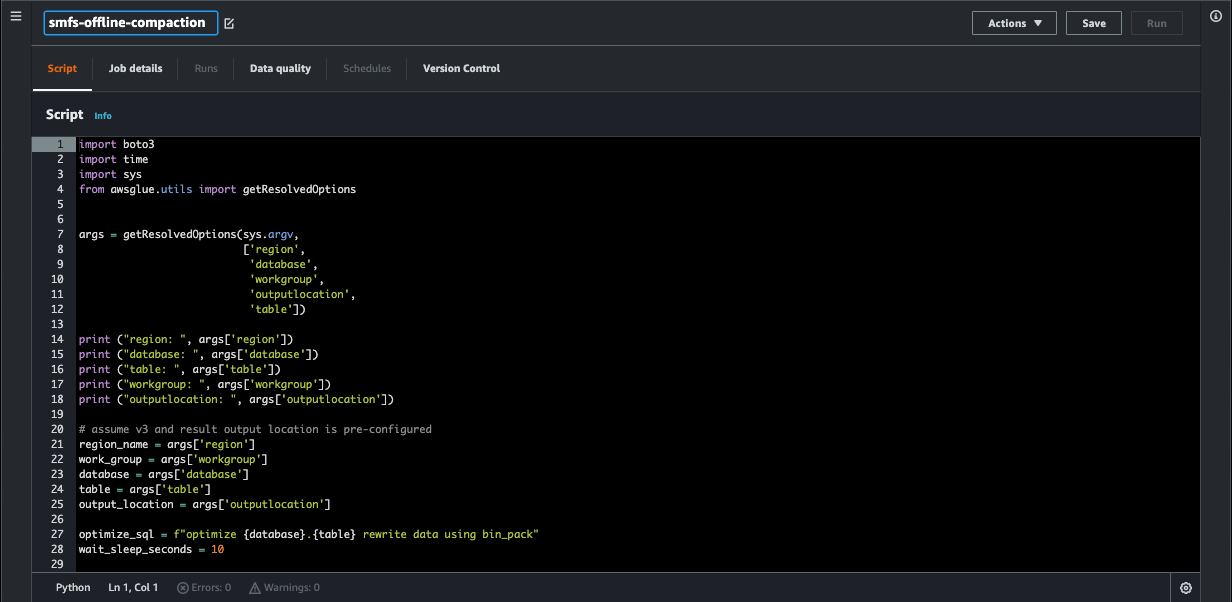 smfs-offline-compaction
Actions ▼ Save Run
Script Job details Runs Data quality Schedules Version Control
Script Info
1 import boto3
2 import time
3 import sys
4 from awsglue.utils import getResolvedOptions
5
6
7 args = getResolvedOptions(sys.argv,
8                           ['region',
9                            'database',
10                            'workgroup',
11                            'outputlocation',
12                            'table'])
13
14 print ("region: ", args['region'])
15 print ("database: ", args['database'])
16 print ("table: ", args['table'])
17 print ("workgroup: ", args['workgroup'])
18 print ("outputlocation: ", args['outputlocation'])
19
20 # assume v3 and result output location is pre-configured
21 region_name = args['region']
22 work_group = args['workgroup']
23 database = args['database']
24 table = args['table']
25 output_location = args['outputlocation']
26
27 optimize_sql = f"optimize {database}.{table} rewrite data using bin_pack"
28 wait_sleep_seconds = 10
29
Python Ln 1, Col 1 Errors: 0 Warnings: 0